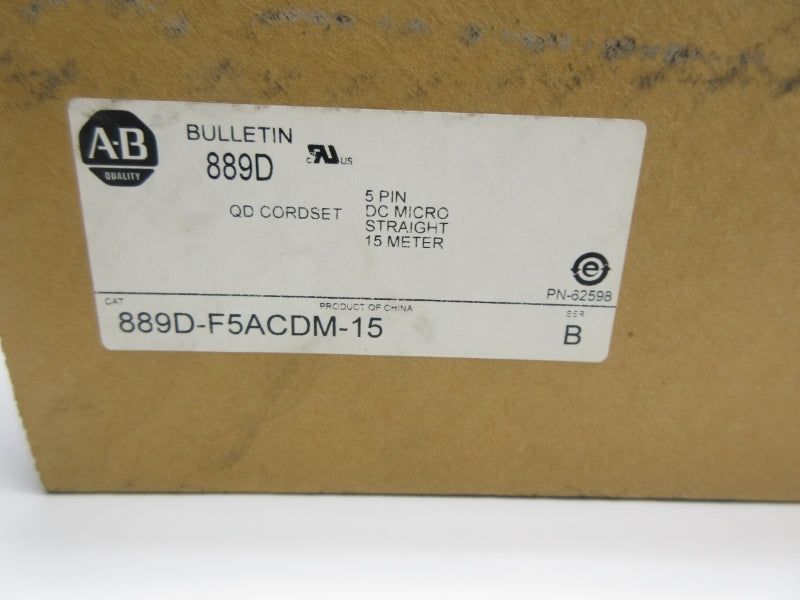 A-B
QUALITY
BULLETIN
889D
c UR US
QD CORDSET
5 PIN
DC MICRO
STRAIGHT
15 METER
e
PN-62598
CAT
PRODUCT OF CHINA
SER
889D-F5ACDM-15
B